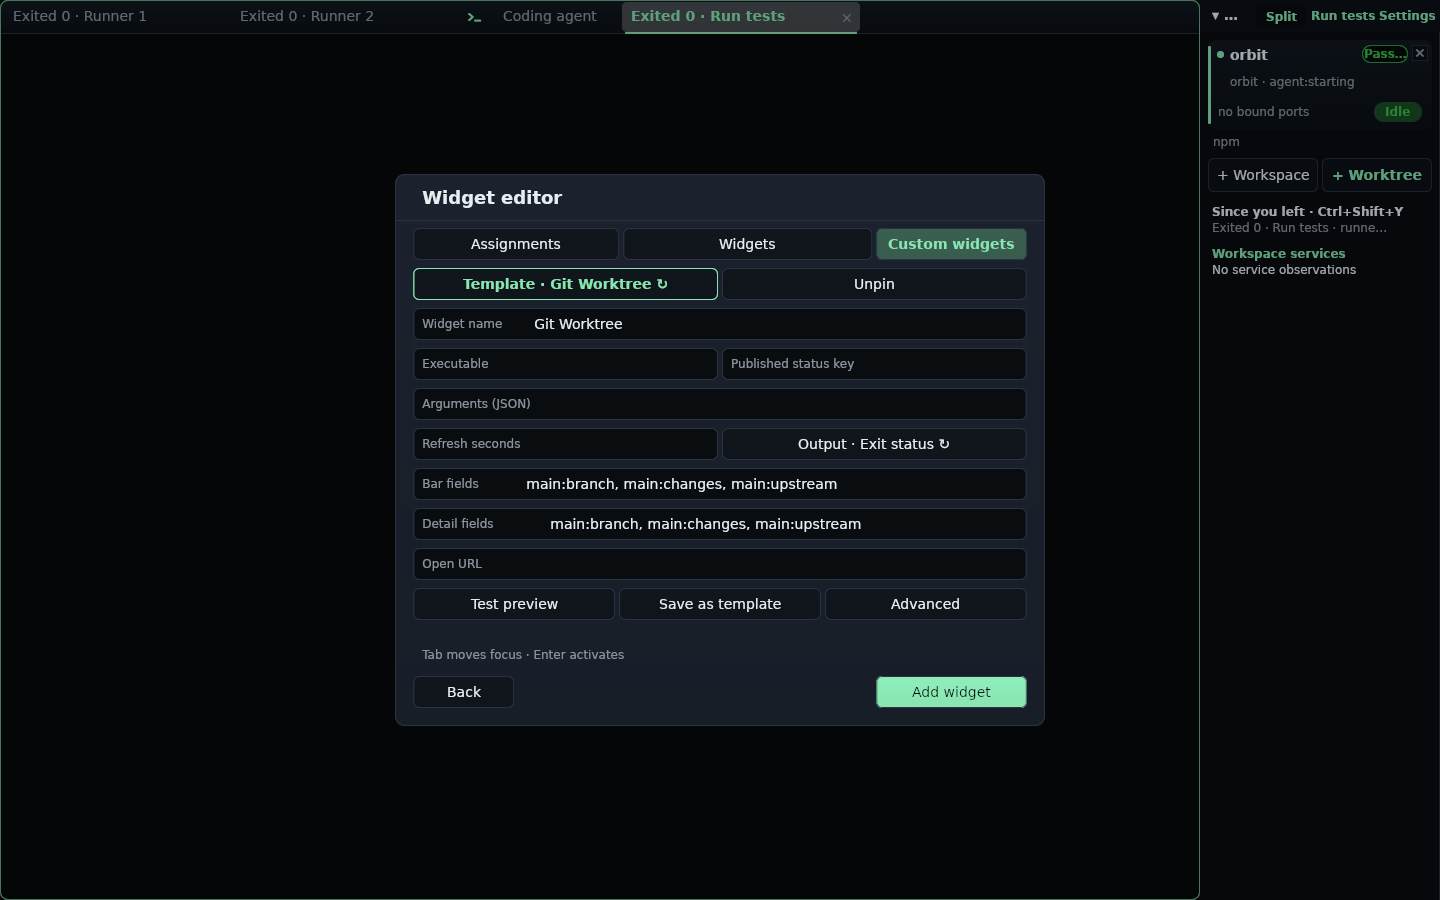 Exited 0 · Runner 1
Exited 0 · Runner 2
Coding agent
Exited 0 · Run tests ×
▼ ...
Split
Run tests Settings
orbit
Pass... ×
orbit · agent:starting
no bound ports
Idle
npm
+ Workspace
+ Worktree
Since you left · Ctrl+Shift+Y
Exited 0 · Run tests · runne...
Workspace services
No service observations
Widget editor
Assignments
Widgets
Custom widgets
Template · Git Worktree ↻
Unpin
Widget name Git Worktree
Executable
Published status key
Arguments (JSON)
Refresh seconds
Output · Exit status ↻
Bar fields main:branch, main:changes, main:upstream
Detail fields main:branch, main:changes, main:upstream
Open URL
Test preview
Save as template
Advanced
Tab moves focus · Enter activates
Back
Add widget